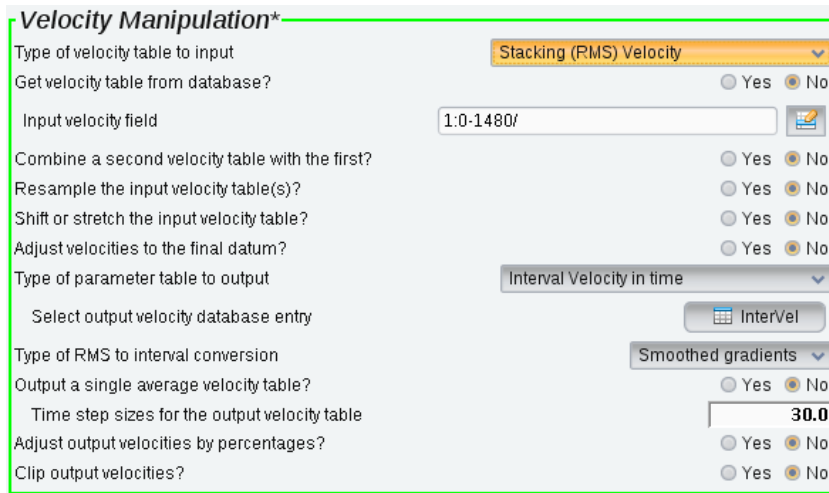 Velocity Manipulation*
Type of velocity table to input Stacking (RMS) Velocity
Get velocity table from database? Yes No
Input velocity field 1:0-1480/
Combine a second velocity table with the first? Yes No
Resample the input velocity table(s)? Yes No
Shift or stretch the input velocity table? Yes No
Adjust velocities to the final datum? Yes No
Type of parameter table to output Interval Velocity in time
Select output velocity database entry InterVel
Type of RMS to interval conversion Smoothed gradients
Output a single average velocity table? Yes No
Time step sizes for the output velocity table 30.0
Adjust output velocities by percentages? Yes No
Clip output velocities? Yes No